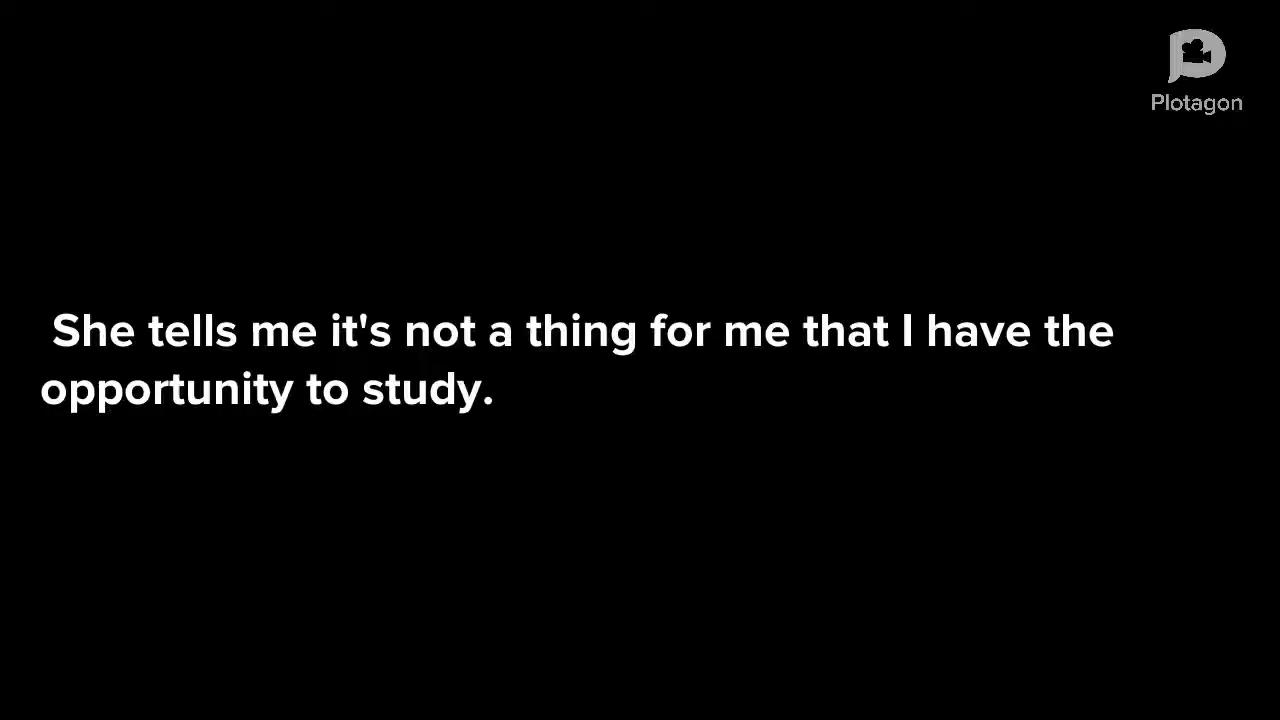 Plotagon
She tells me it's not a thing for me that I have the
opportunity to study.